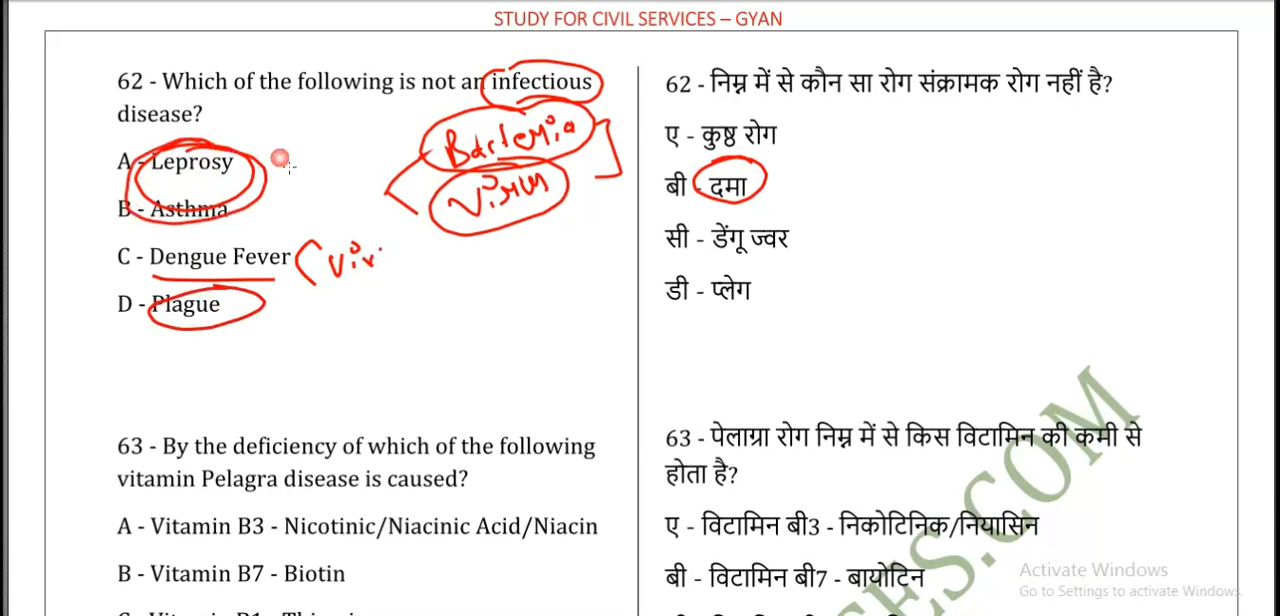 STUDY FOR CIVIL SERVICES – GYAN
62 - Which of the following is not an infectious
disease?
A - Leprosy
B - Asthma
C - Dengue Fever
D - Plague
Virus
63 - By the deficiency of which of the following
vitamin Pelagra disease is caused?
A - Vitamin B3 - Nicotinic/Niacinic Acid/Niacin
B - Vitamin B7 - Biotin
62 - निम्न में से कौन सा रोग संक्रामक रोग नहीं है?
ए - कुष्ठ रोग
बी - दमा
सी - डेंगू ज्वर
डी - प्लेग
63 - पेलाग्रा रोग निम्न में से किस विटामिन की कमी से
होता है?
ए - विटामिन बी3 - निकोटिनिक/नियासिन
बी - विटामिन बी7 - बायोटिन
Activate Windows
Go to Settings to activate Windows.